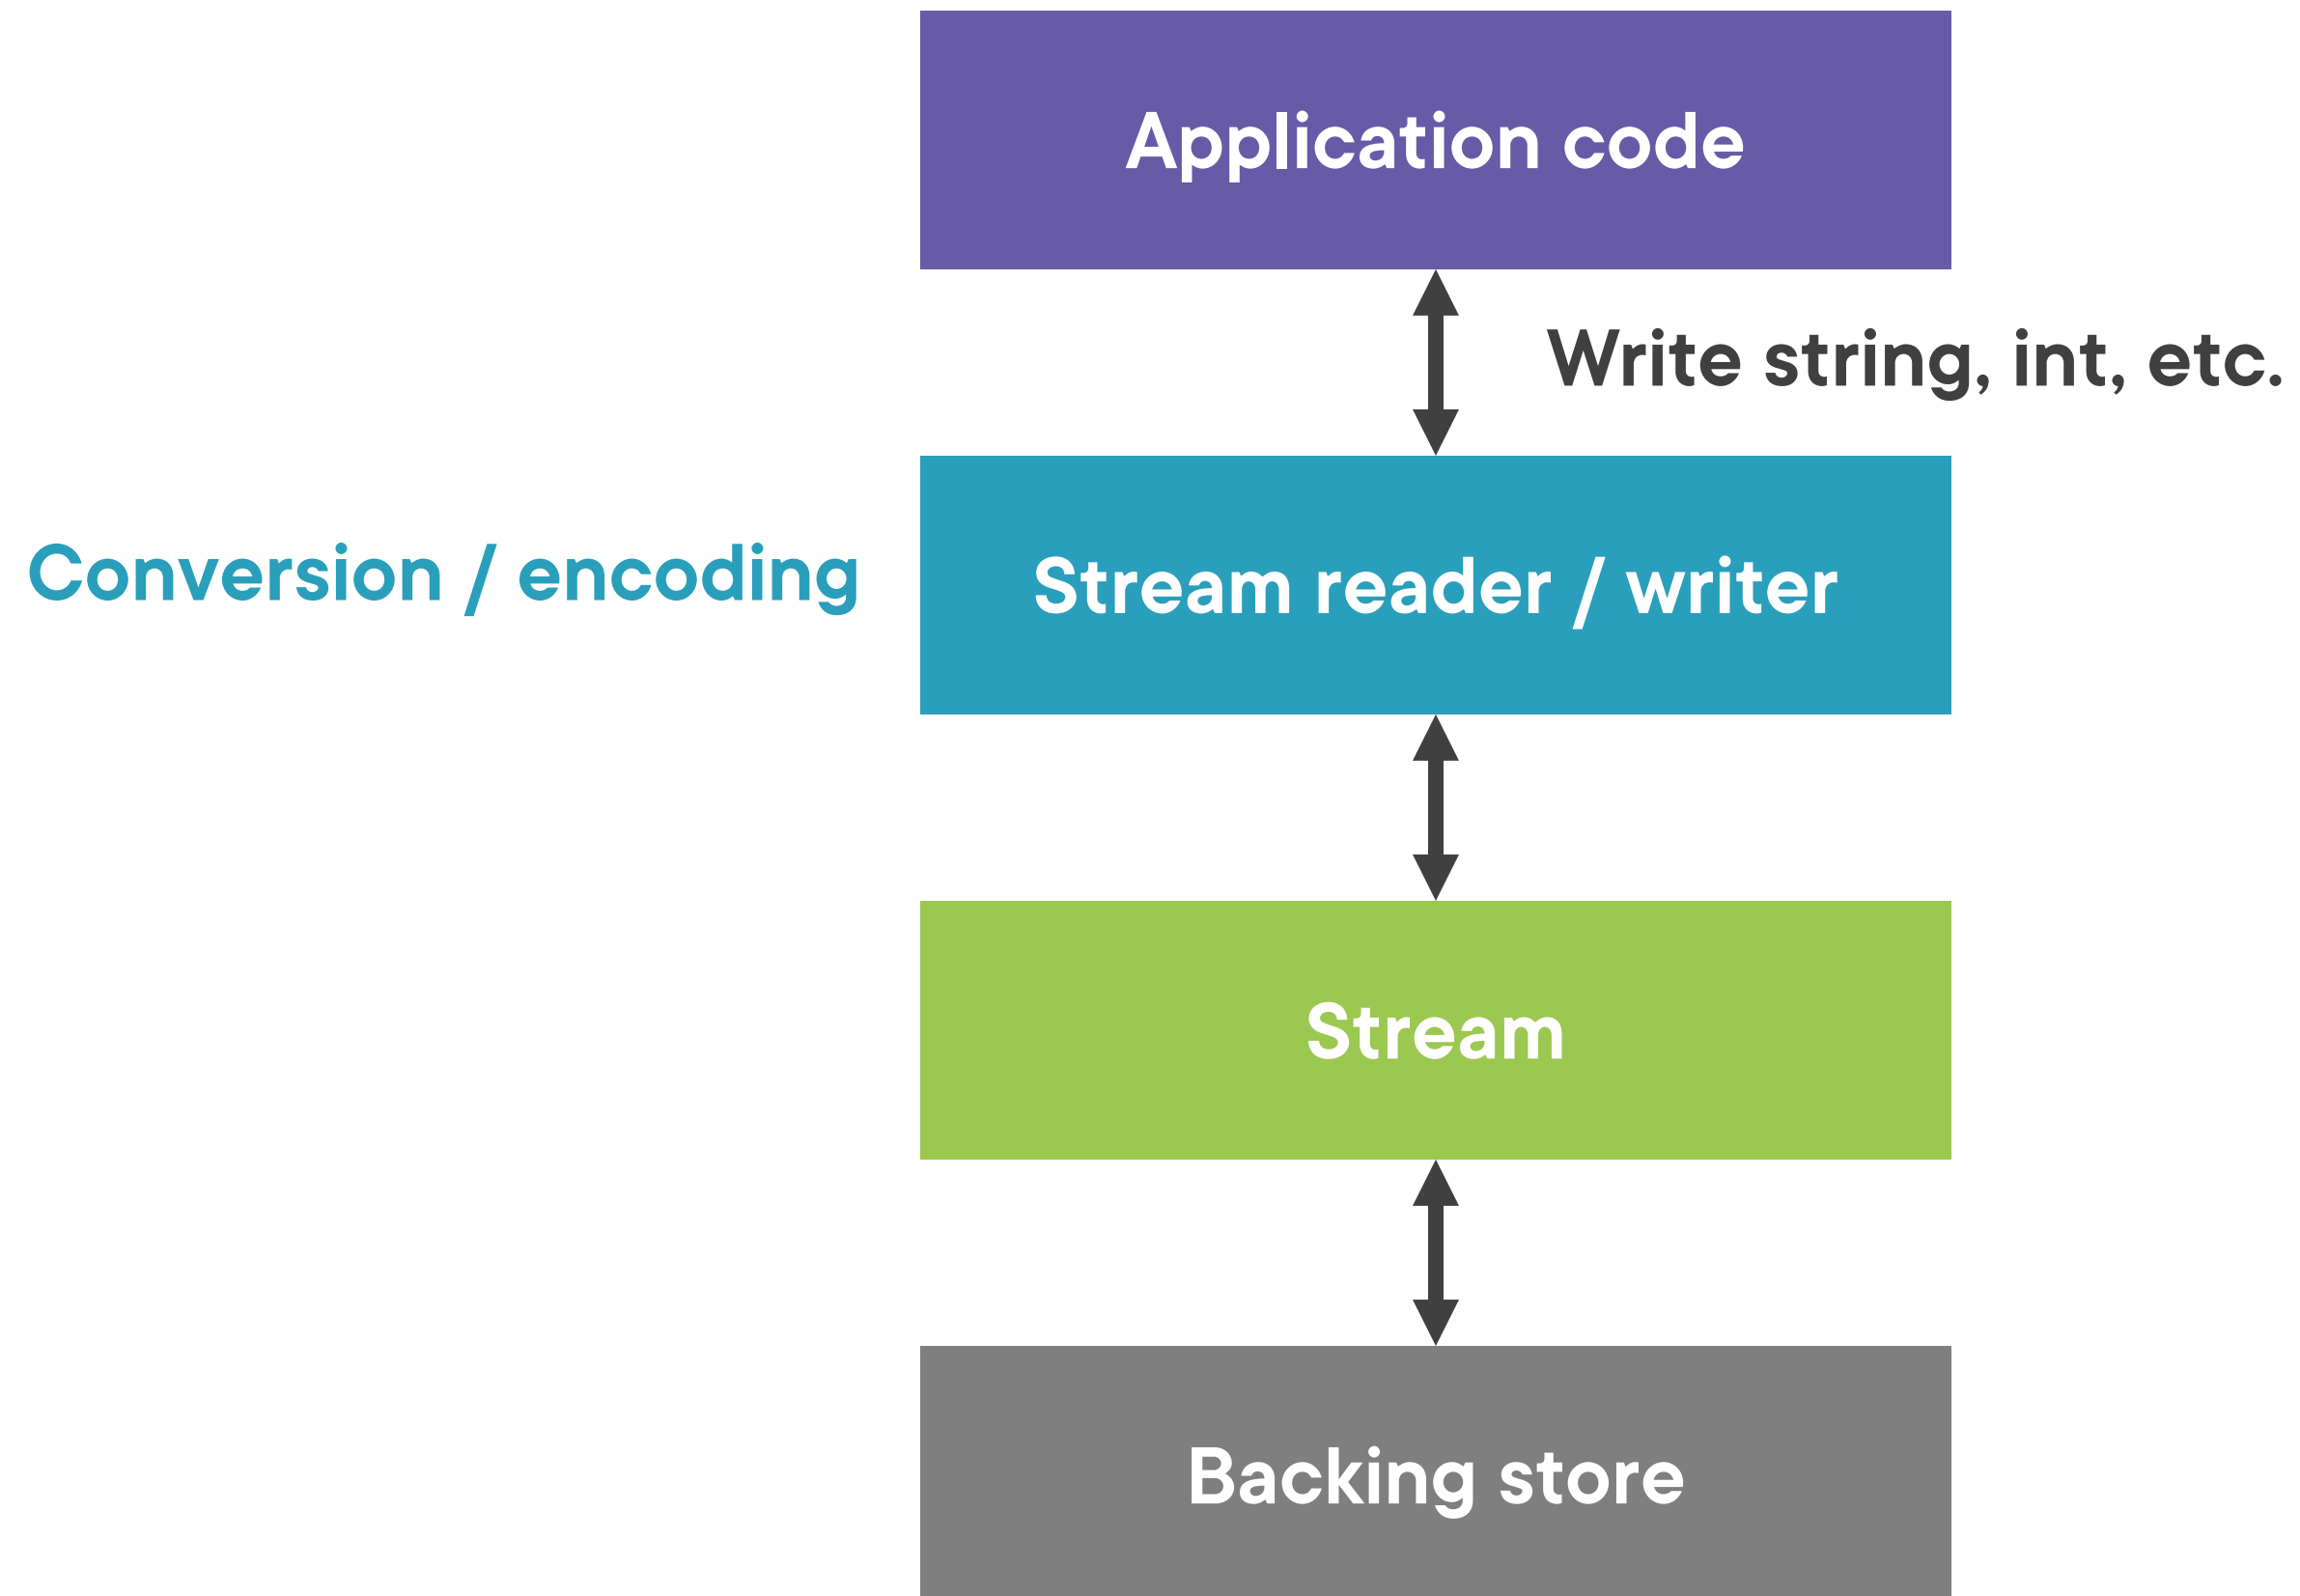 Application code
Write string, int, etc.
Conversion / encoding
Stream reader / writer
Stream
Backing store